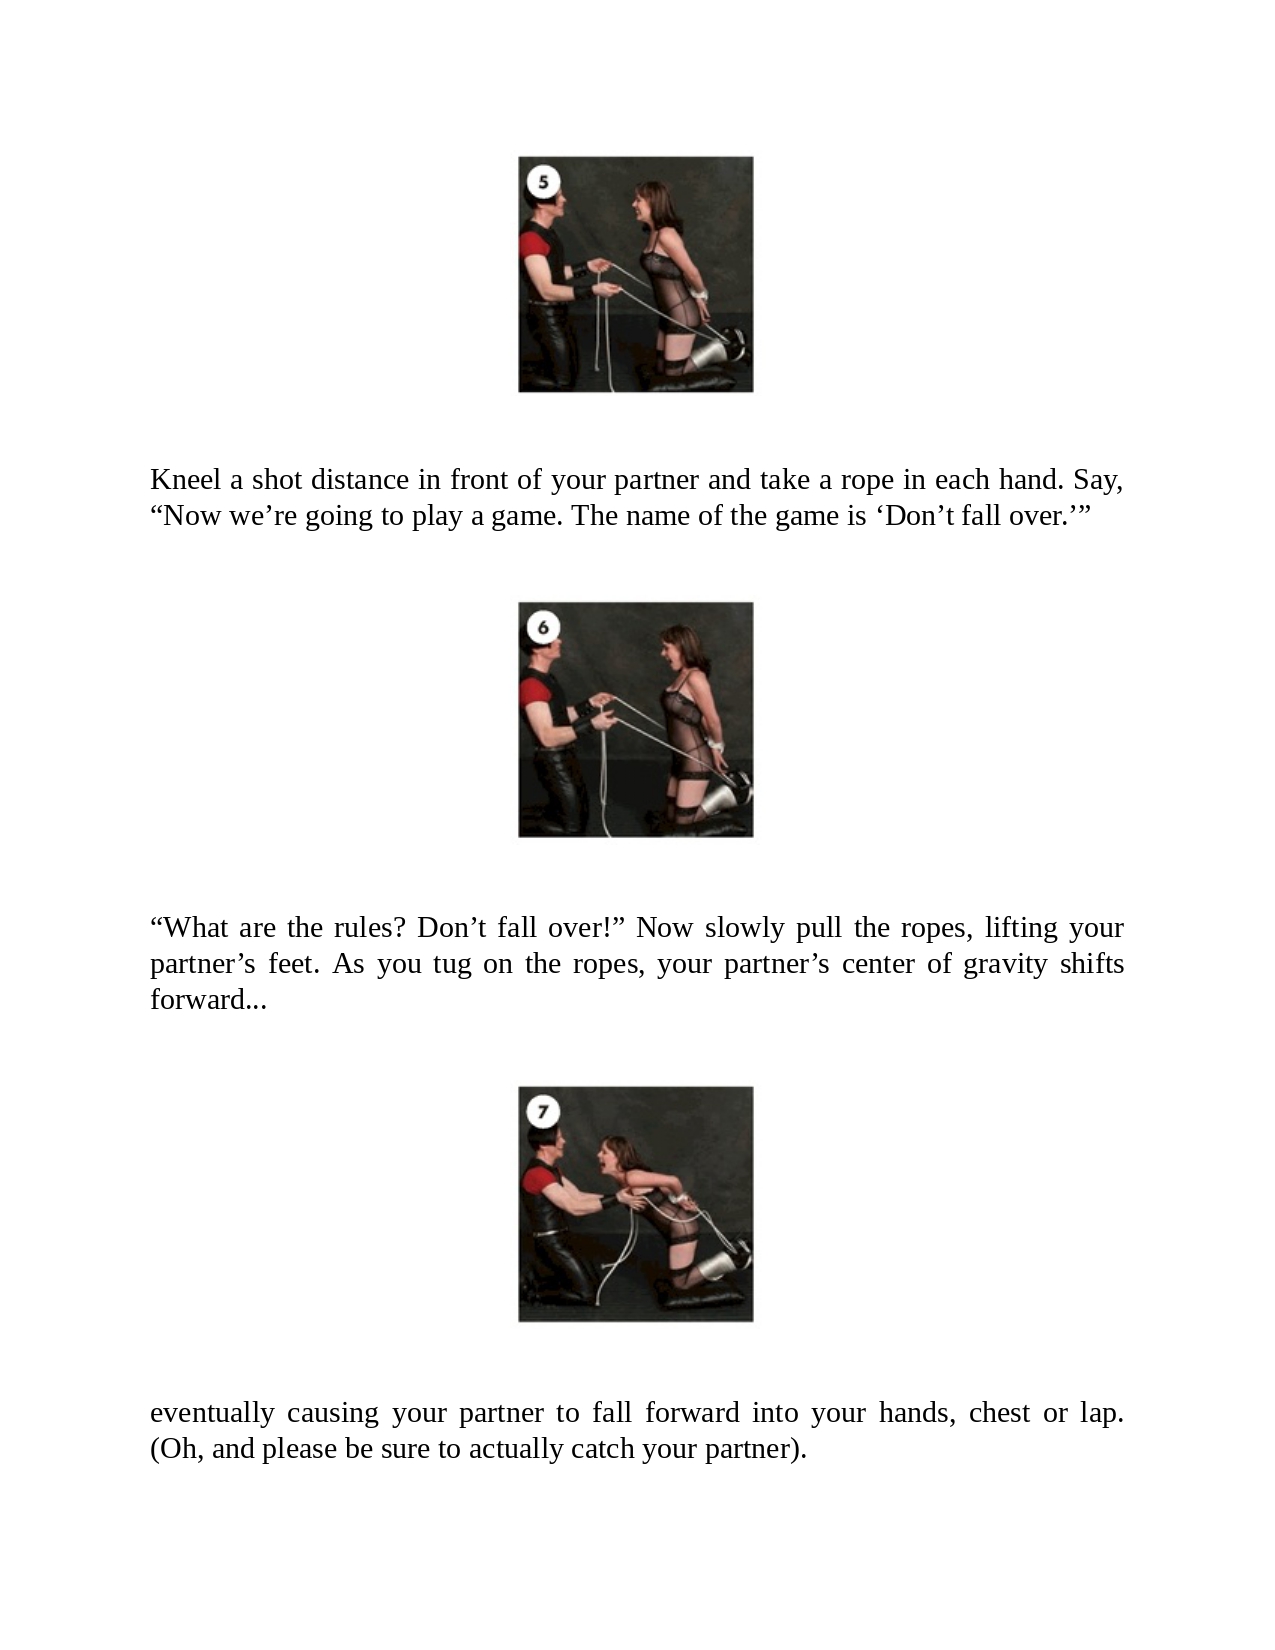 5
Kneel a shot distance in front of your partner and take a rope in each hand. Say,
“Now we’re going to play a game. The name of the game is ‘Don’t fall over.’”
6
“What are the rules? Don’t fall over!” Now slowly pull the ropes, lifting your
partner’s feet. As you tug on the ropes, your partner’s center of gravity shifts
forward...
7
eventually causing your partner to fall forward into your hands, chest or lap.
(Oh, and please be sure to actually catch your partner).